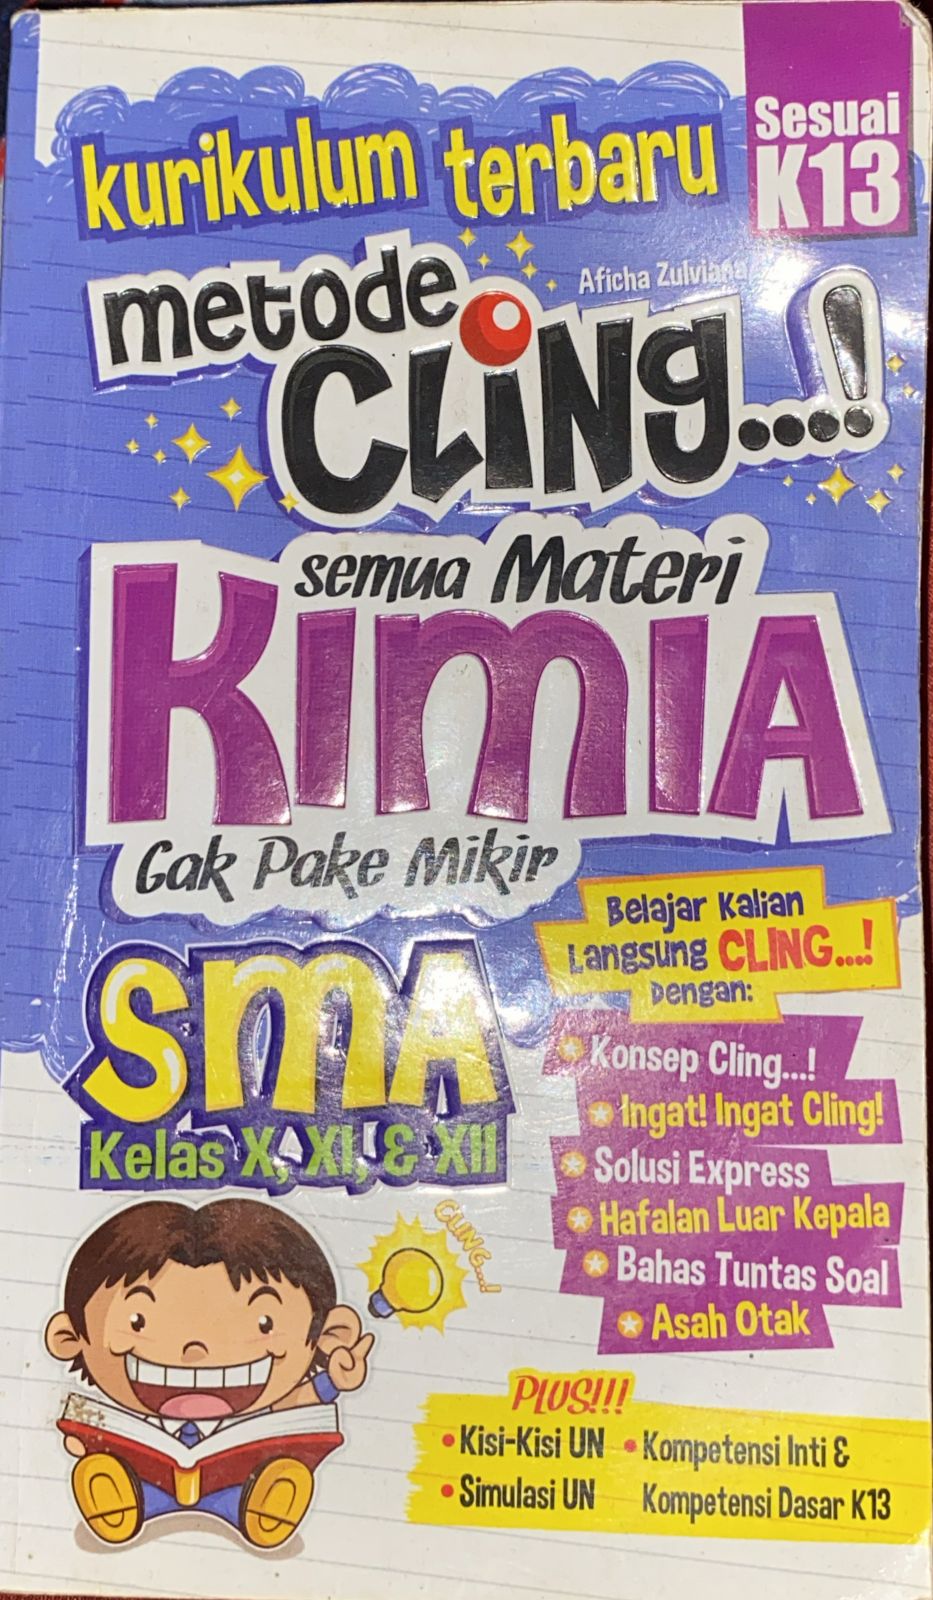 Sesuai
K13
kurikulum terbaru
Aficha Zulviana
metode
CLiNg...!
semua Materi
KIMIA
Gak Pake Mikir
SMA
Kelas X, XI, & XII
Belajar Kalian
Langsung CLING...!
Dengan:
Konsep Cling...!
Ingat! Ingat Cling!
Solusi Express
Hafalan Luar Kepala
Bahas Tuntas Soal
Asah Otak
CLING...!
PLUS!!!
• Kisi-Kisi UN
• Simulasi UN
• Kompetensi Inti &
Kompetensi Dasar K13